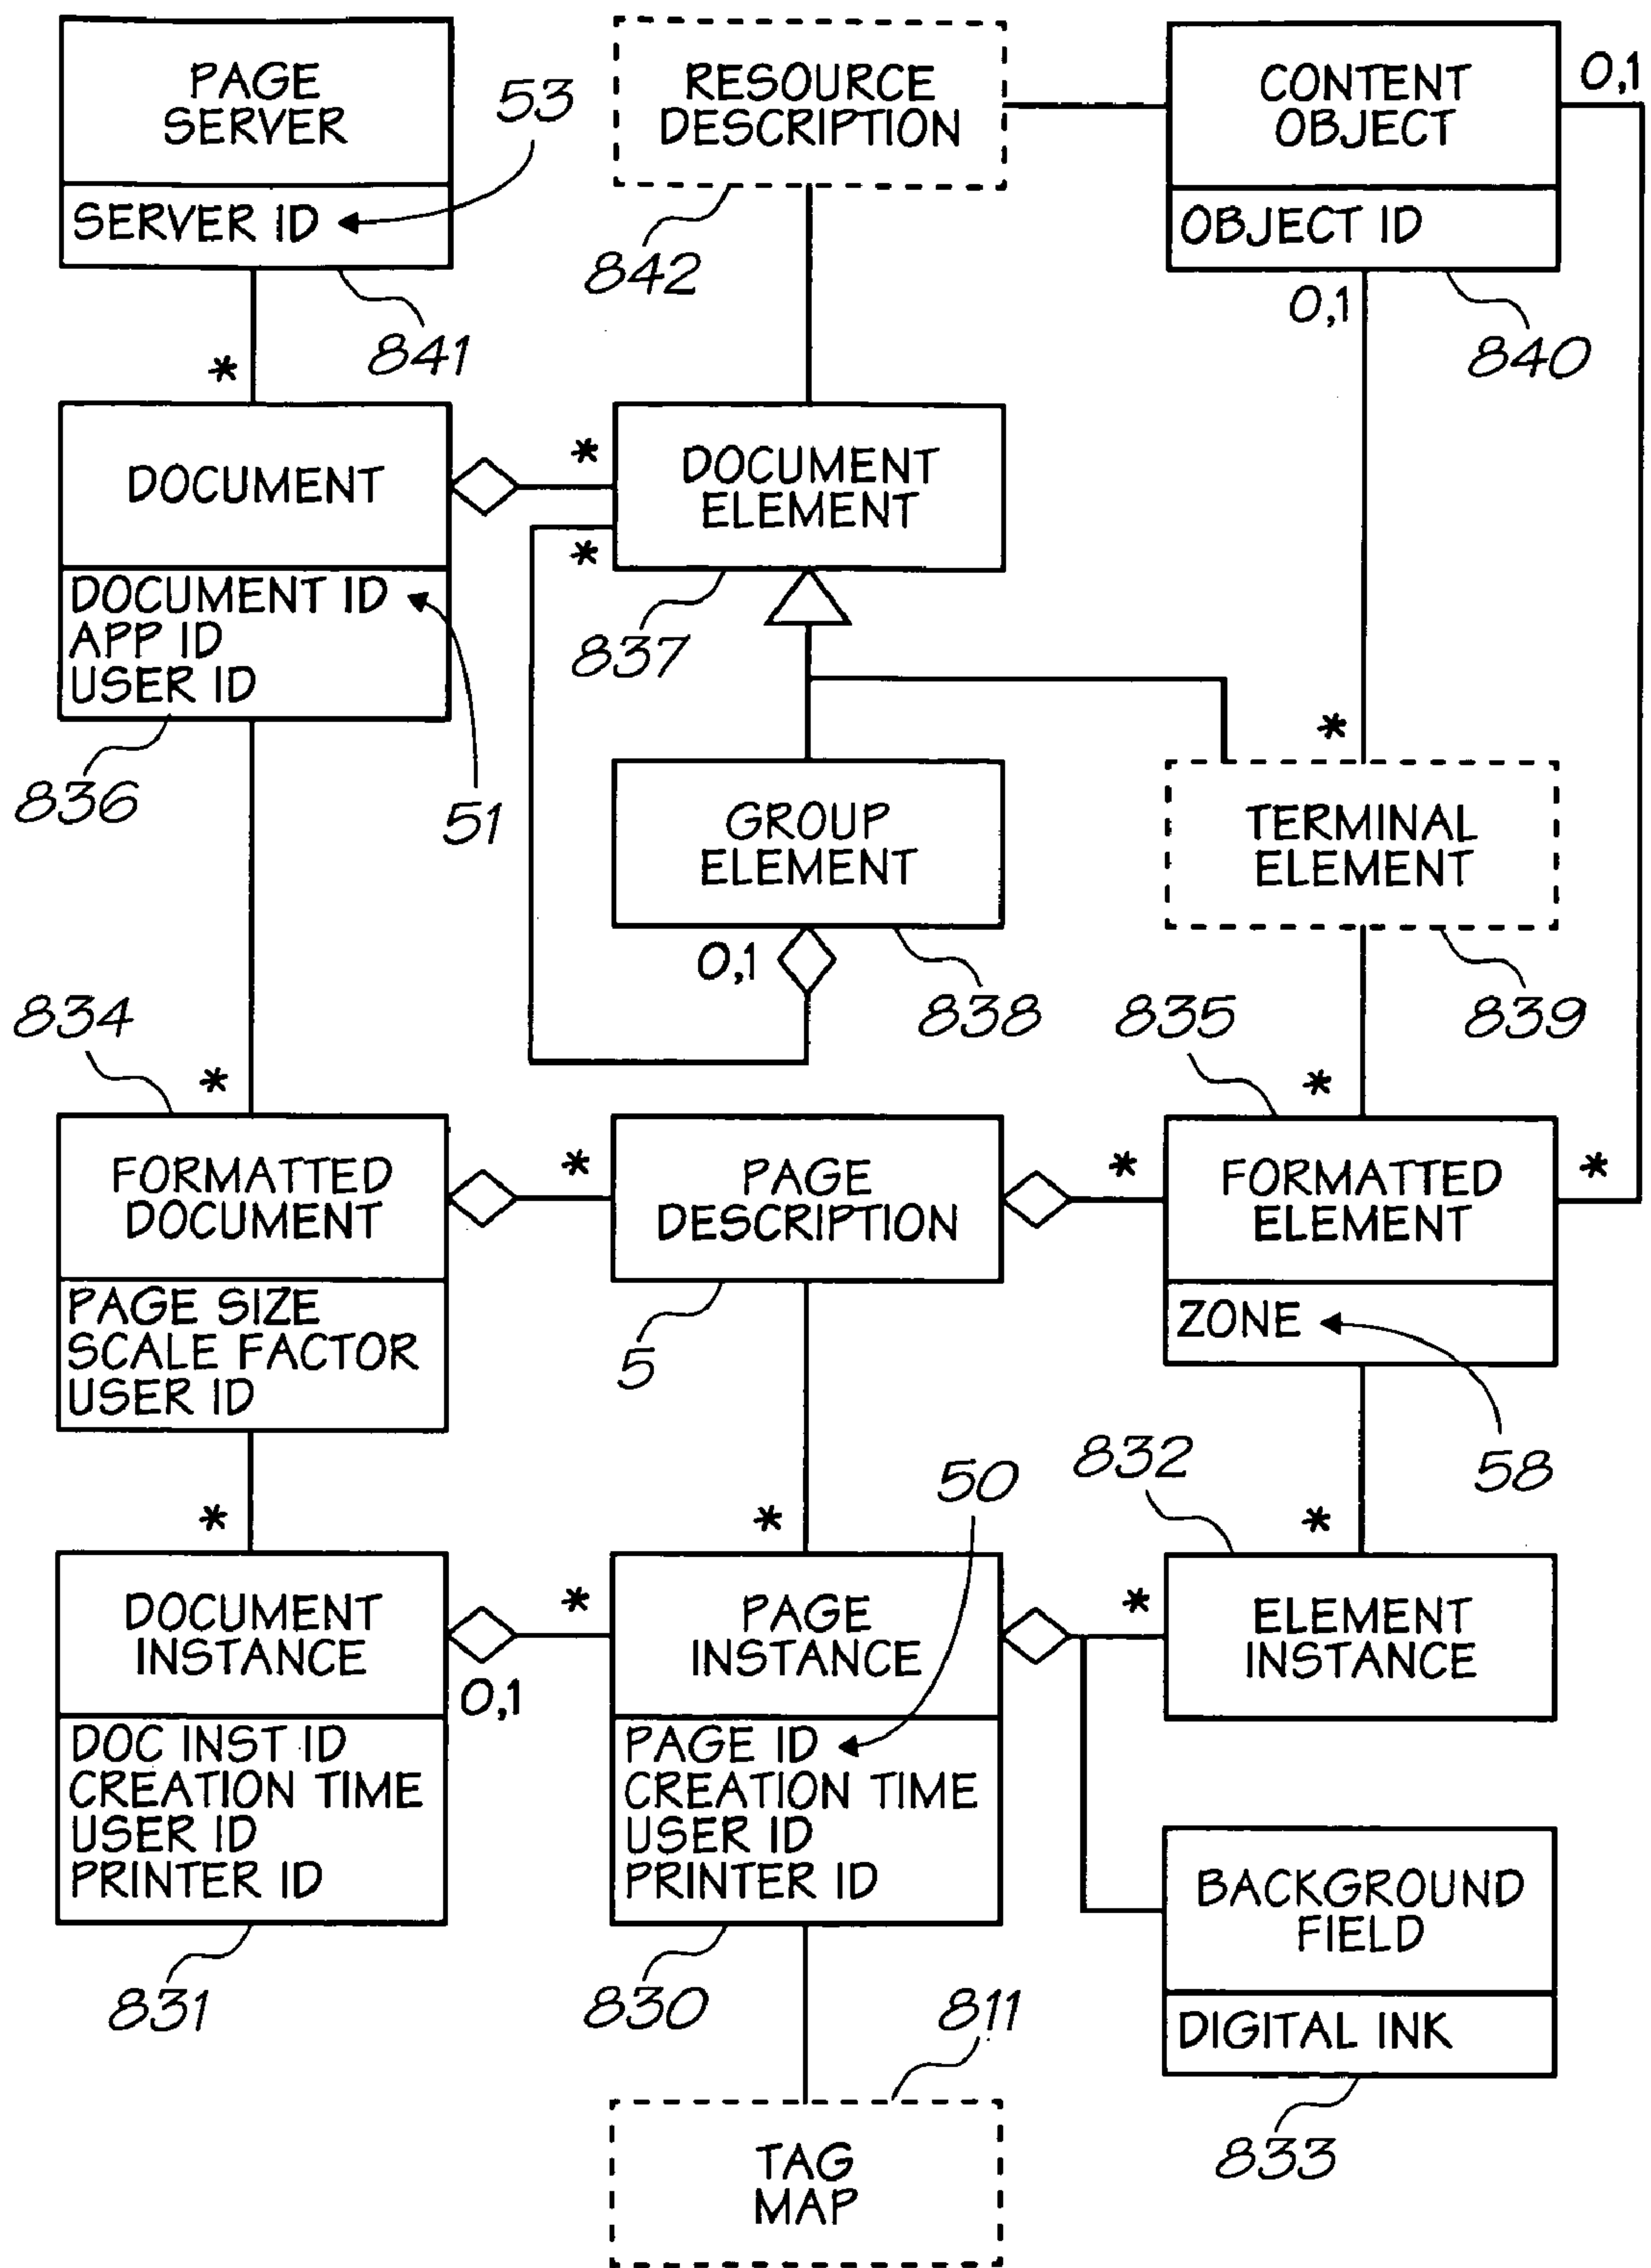 PAGE
SERVER
SERVER ID
53
841
RESOURCE
DESCRIPTION
842
CONTENT
OBJECT
OBJECT ID
0,1
0,1
840
*
DOCUMENT
DOCUMENT ID
APP ID
USER ID
836
51
*
*
DOCUMENT
ELEMENT
837
GROUP
ELEMENT
0,1
838
*
TERMINAL
ELEMENT
839
834
*
FORMATTED
DOCUMENT
PAGE SIZE
SCALE FACTOR
USER ID
*
PAGE
DESCRIPTION
5
*
835
*
FORMATTED
ELEMENT
*
ZONE
58
*
DOCUMENT
INSTANCE
0,1
DOC INST ID
CREATION TIME
USER ID
PRINTER ID
831
*
*
50
PAGE
INSTANCE
PAGE ID
CREATION TIME
USER ID
PRINTER ID
830
*
832
*
ELEMENT
INSTANCE
BACKGROUND
FIELD
DIGITAL INK
833
811
TAG
MAP